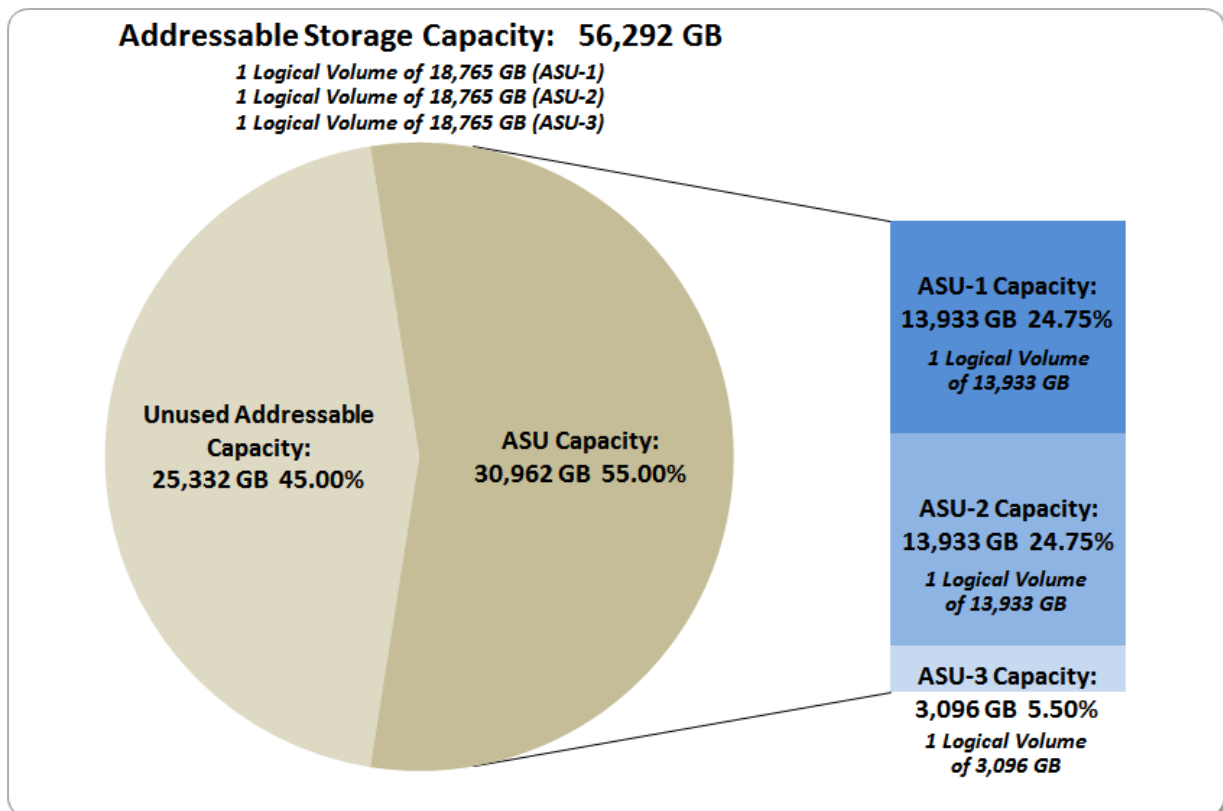 Addressable Storage Capacity: 56,292 GB
1 Logical Volume of 18,765 GB (ASU-1)
1 Logical Volume of 18,765 GB (ASU-2)
1 Logical Volume of 18,765 GB (ASU-3)
Unused Addressable
Capacity:
25,332 GB 45.00%
ASU Capacity:
30,962 GB 55.00%
ASU-1 Capacity:
13,933 GB 24.75%
1 Logical Volume
of 13,933 GB
ASU-2 Capacity:
13,933 GB 24.75%
1 Logical Volume
of 13,933 GB
ASU-3 Capacity:
3,096 GB 5.50%
1 Logical Volume
of 3,096 GB